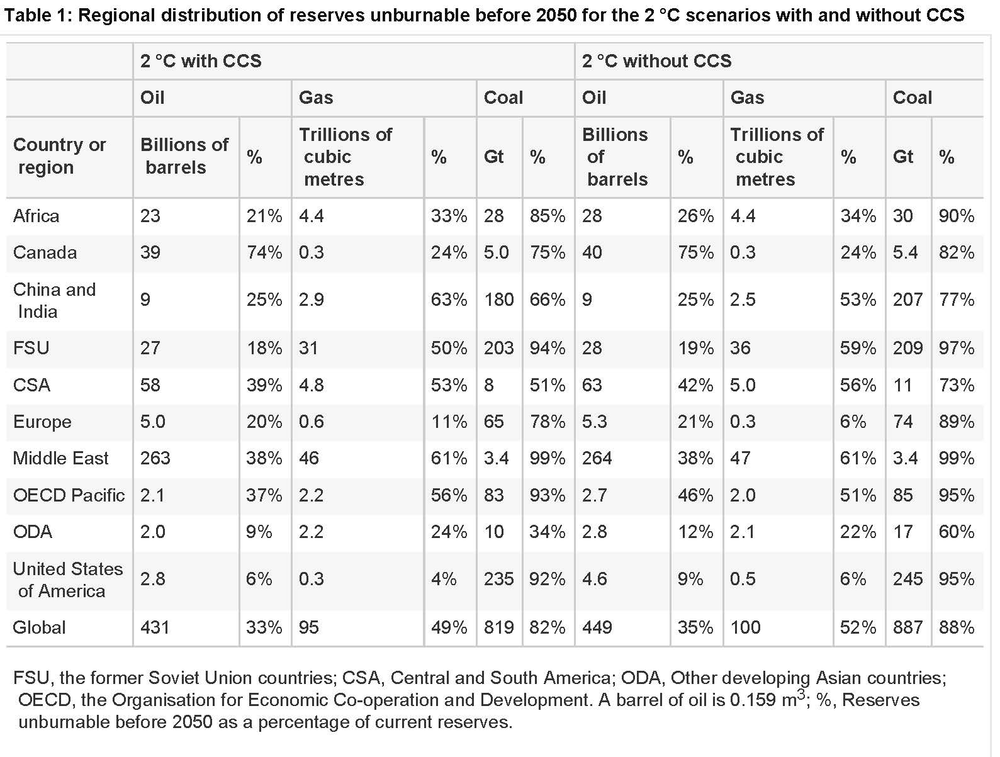 Table 1: Regional distribution of reserves unburnable before 2050 for the 2 °C scenarios with and without CCS
2 °C with CCS 2 °C without CCS
Oil Gas Coal Oil Gas Coal
Country or region Billions of barrels % Trillions of cubic metres % Gt % Billions of barrels % Trillions of cubic metres % Gt %
Africa 23 21% 4.4 33% 28 85% 28 26% 4.4 34% 30 90%
Canada 39 74% 0.3 24% 5.0 75% 40 75% 0.3 24% 5.4 82%
China and India 9 25% 2.9 63% 180 66% 9 25% 2.5 53% 207 77%
FSU 27 18% 31 50% 203 94% 28 19% 36 59% 209 97%
CSA 58 39% 4.8 53% 8 51% 63 42% 5.0 56% 11 73%
Europe 5.0 20% 0.6 11% 65 78% 5.3 21% 0.3 6% 74 89%
Middle East 263 38% 46 61% 3.4 99% 264 38% 47 61% 3.4 99%
OECD Pacific 2.1 37% 2.2 56% 83 93% 2.7 46% 2.0 51% 85 95%
ODA 2.0 9% 2.2 24% 10 34% 2.8 12% 2.1 22% 17 60%
United States of America 2.8 6% 0.3 4% 235 92% 4.6 9% 0.5 6% 245 95%
Global 431 33% 95 49% 819 82% 449 35% 100 52% 887 88%
FSU, the former Soviet Union countries; CSA, Central and South America; ODA, Other developing Asian countries;
OECD, the Organisation for Economic Co-operation and Development. A barrel of oil is 0.159 m³; %, Reserves
unburnable before 2050 as a percentage of current reserves.